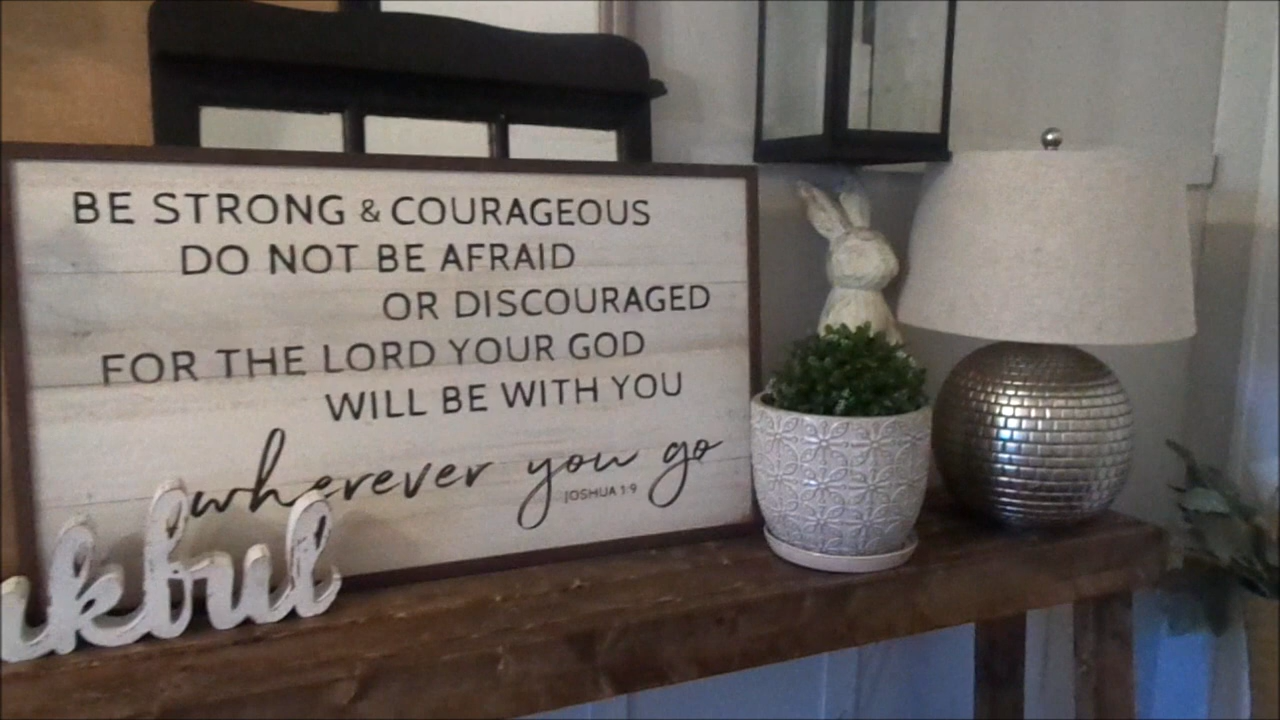 BE STRONG & COURAGEOUS
DO NOT BE AFRAID
OR DISCOURAGED
FOR THE LORD YOUR GOD
WILL BE WITH YOU
wherever you go
JOSHUA 1:9
kful